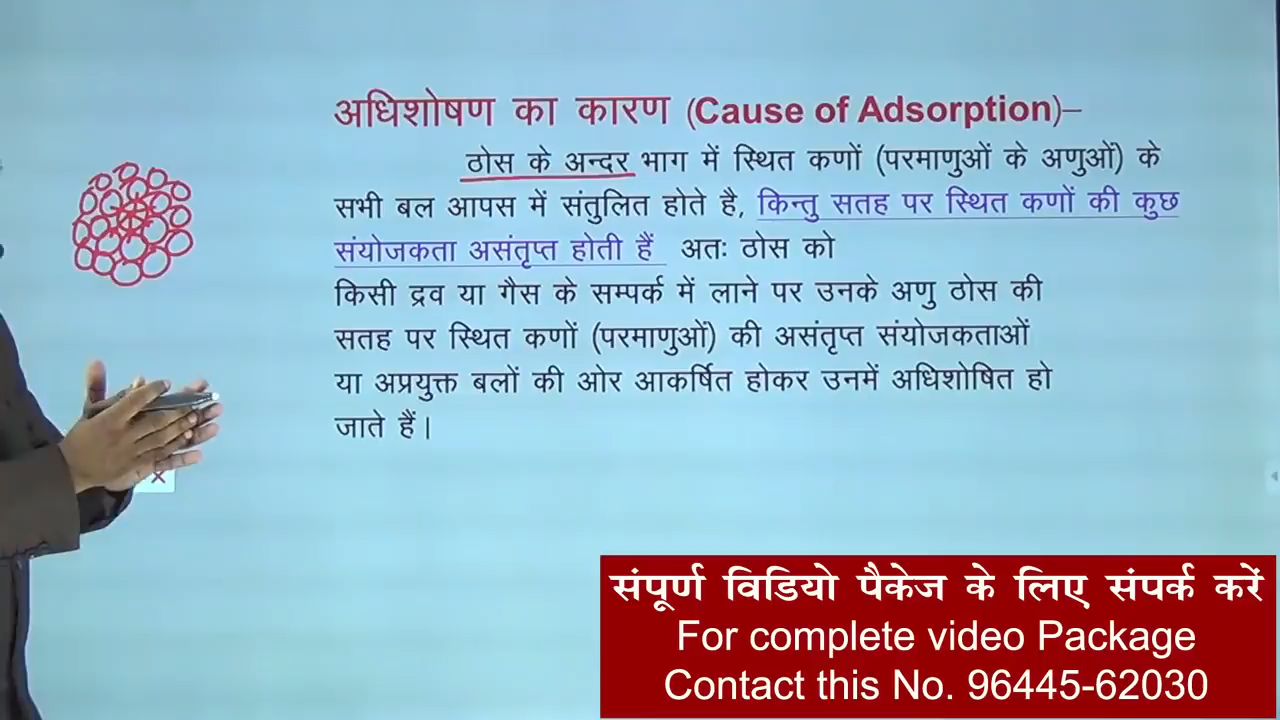 अधिशोषण का कारण (Cause of Adsorption)–
ठोस के अन्दर भाग में स्थित कणों (परमाणुओं के अणुओं) के
सभी बल आपस में संतुलित होते है, किन्तु सतह पर स्थित कणों की कुछ
संयोजकता असंतृप्त होती हैं अतः ठोस को
किसी द्रव या गैस के सम्पर्क में लाने पर उनके अणु ठोस की
सतह पर स्थित कणों (परमाणुओं) की असंतृप्त संयोजकताओं
या अप्रयुक्त बलों की ओर आकर्षित होकर उनमें अधिशोषित हो
जाते हैं।
संपूर्ण विडियो पैकेज के लिए संपर्क करें
For complete video Package
Contact this No. 96445-62030